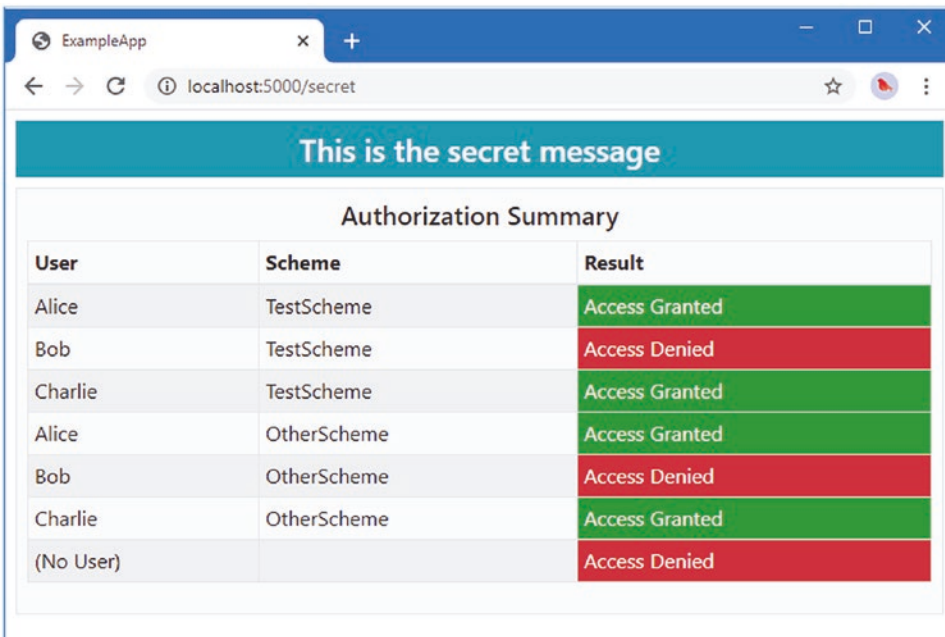 ExampleApp
localhost:5000/secret
This is the secret message
Authorization Summary
User Scheme Result
Alice TestScheme Access Granted
Bob TestScheme Access Denied
Charlie TestScheme Access Granted
Alice OtherScheme Access Granted
Bob OtherScheme Access Denied
Charlie OtherScheme Access Granted
(No User) Access Denied